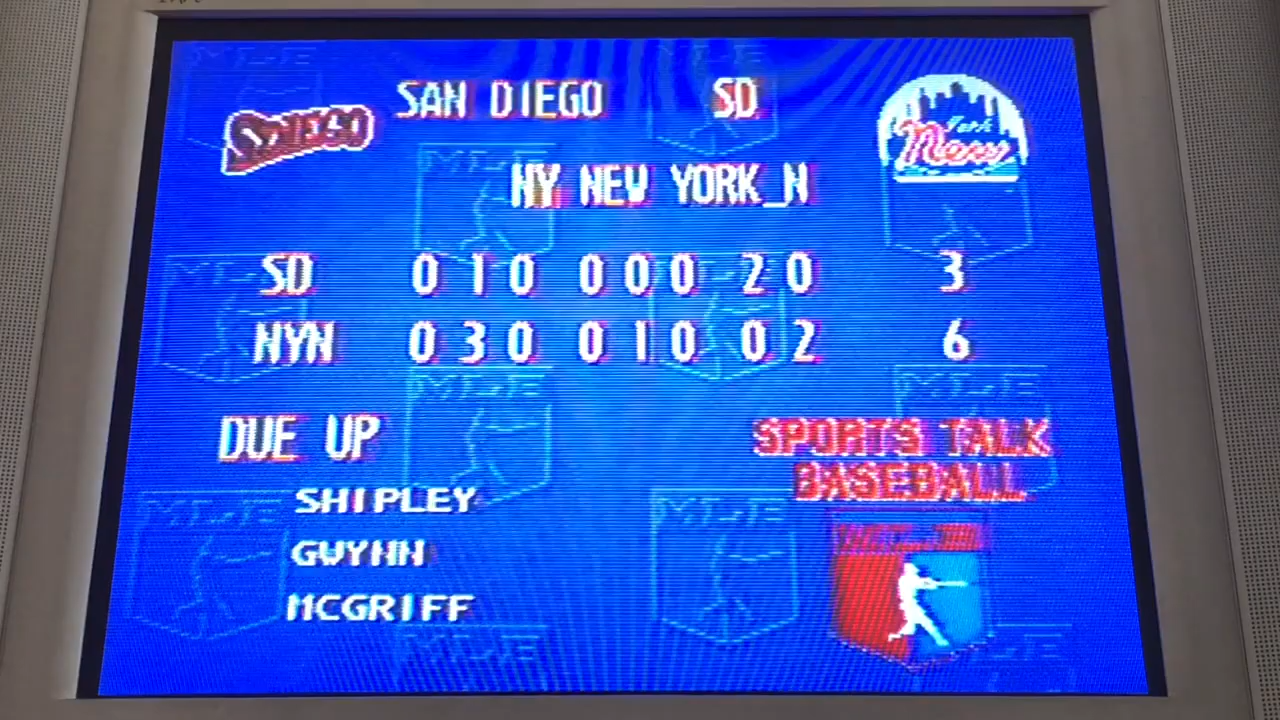 SAN DIEGO SD
NY NEW YORK_N
SD 0 1 0 0 0 0 2 0 3
NYN 0 3 0 0 1 0 0 2 6
DUE UP
SHIPLEY
GWYNN
MCGRIFF
SPORTS TALK
BASEBALL